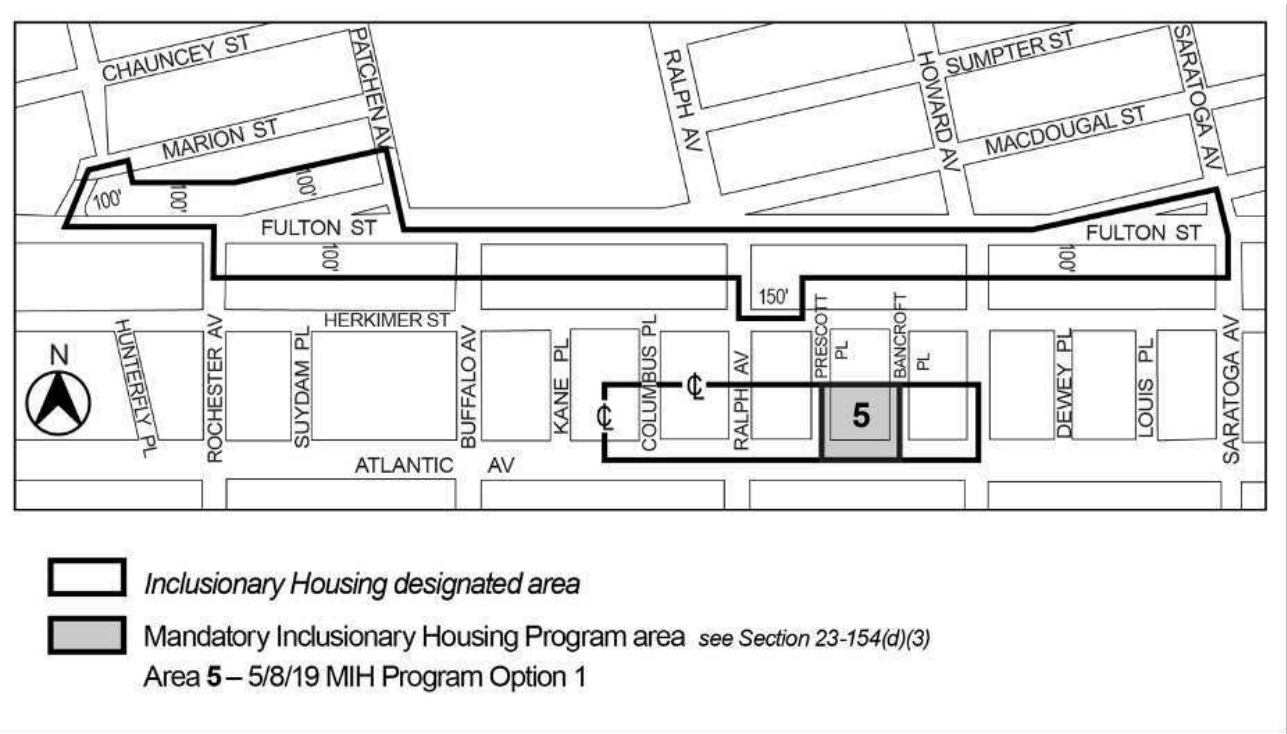 CHAUNCEY ST
PATCHEN AV
RALPH AV
HOWARD AV
SUMPTER ST
SARATOGA AV
MARION ST
MACDOUGAL ST
100'
100'
100'
FULTON ST
FULTON ST
100'
100'
150'
HERKIMER ST
PRESCOTT
PL
BANCROFT
PL
N
HUNTERFLY PL
ROCHESTER AV
SUYDAM PL
BUFFALO AV
KANE PL
COLUMBUS PL
RALPH AV
DEWEY PL
LOUIS PL
SARATOGA AV
℄
℄
5
ATLANTIC AV
Inclusionary Housing designated area
Mandatory Inclusionary Housing Program area see Section 23-154(d)(3)
Area 5 – 5/8/19 MIH Program Option 1